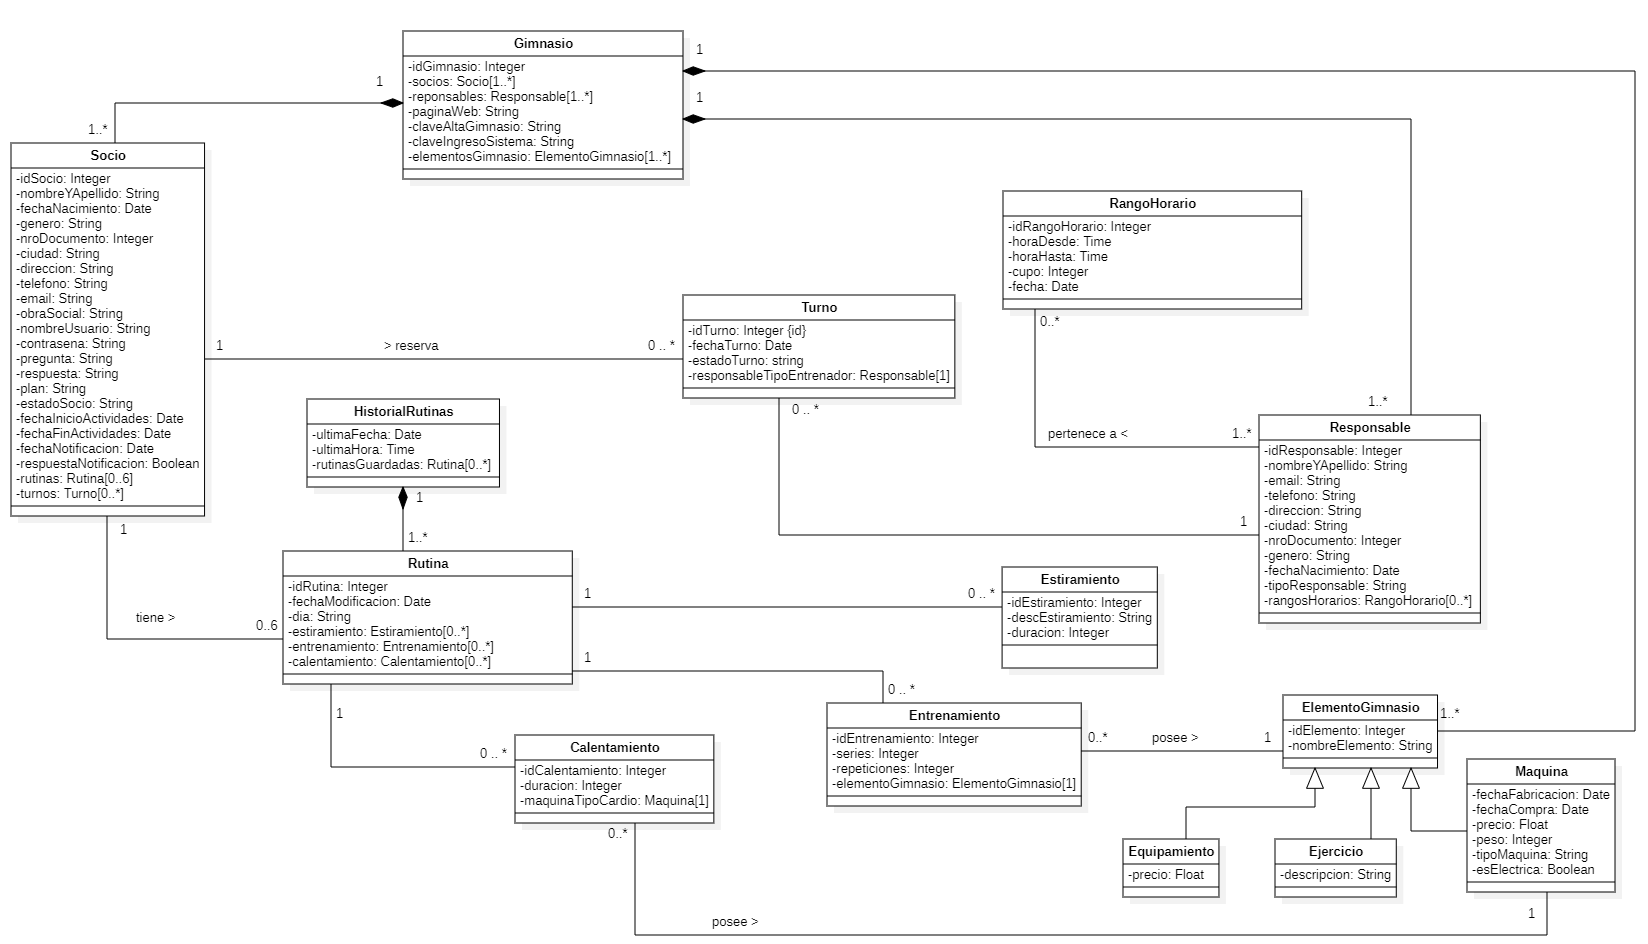 Gimnasio
-idGimnasio: Integer
-socios: Socio[1..*]
-reponsables: Responsable[1..*]
-paginaWeb: String
-claveAltaGimnasio: String
-claveIngresoSistema: String
-elementosGimnasio: ElementoGimnasio[1..*]
1
1
1
1..*
Socio
-idSocio: Integer
-nombreYApellido: String
-fechaNacimiento: Date
-genero: String
-nroDocumento: Integer
-ciudad: String
-direccion: String
-telefono: String
-email: String
-obraSocial: String
-nombreUsuario: String
-contrasena: String
-pregunta: String
-respuesta: String
-plan: String
-estadoSocio: String
-fechaInicioActividades: Date
-fechaFinActividades: Date
-fechaNotificacion: Date
-respuestaNotificacion: Boolean
-rutinas: Rutina[0..6]
-turnos: Turno[0..*]
RangoHorario
-idRangoHorario: Integer
-horaDesde: Time
-horaHasta: Time
-cupo: Integer
-fecha: Date
0..*
pertenece a <
1..*
1..*
1
> reserva
0 .. *
Turno
-idTurno: Integer {id}
-fechaTurno: Date
-estadoTurno: string
-responsableTipoEntrenador: Responsable[1]
0 .. *
1
Responsable
-idResponsable: Integer
-nombreYApellido: String
-email: String
-telefono: String
-direccion: String
-ciudad: String
-nroDocumento: Integer
-genero: String
-fechaNacimiento: Date
-tipoResponsable: String
-rangosHorarios: RangoHorario[0..*]
HistorialRutinas
-ultimaFecha: Date
-ultimaHora: Time
-rutinasGuardadas: Rutina[0..*]
1
1..*
1
tiene >
0..6
Rutina
-idRutina: Integer
-fechaModificacion: Date
-dia: String
-estiramiento: Estiramiento[0..*]
-entrenamiento: Entrenamiento[0..*]
-calentamiento: Calentamiento[0..*]
1
0 .. *
Estiramiento
-idEstiramiento: Integer
-descEstiramiento: String
-duracion: Integer
1
0 .. *
Entrenamiento
-idEntrenamiento: Integer
-series: Integer
-repeticiones: Integer
-elementoGimnasio: ElementoGimnasio[1]
0..*
posee >
1
ElementoGimnasio
-idElemento: Integer
-nombreElemento: String
1..*
1
0 .. *
Calentamiento
-idCalentamiento: Integer
-duracion: Integer
-maquinaTipoCardio: Maquina[1]
0..*
posee >
1
Maquina
-fechaFabricacion: Date
-fechaCompra: Date
-precio: Float
-peso: Integer
-tipoMaquina: String
-esElectrica: Boolean
Equipamiento
-precio: Float
Ejercicio
-descripcion: String